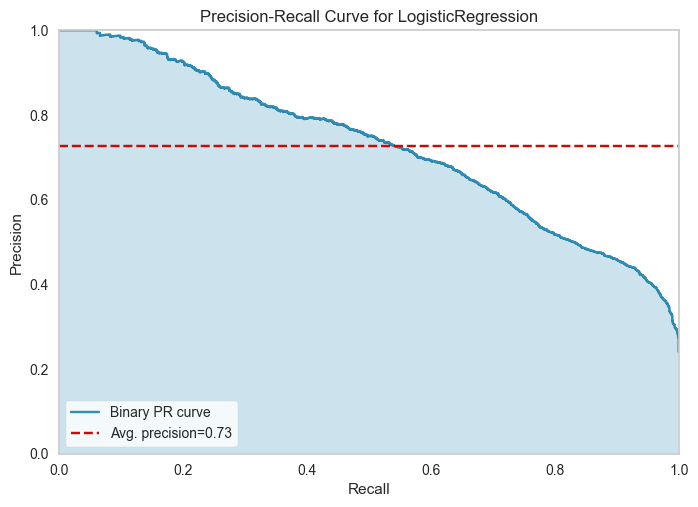 Precision-Recall Curve for LogisticRegression
1.0
0.8
0.6
0.4
0.2
0.0
Precision
Binary PR curve
Avg. precision=0.73
0.0 0.2 0.4 0.6 0.8 1.0
Recall